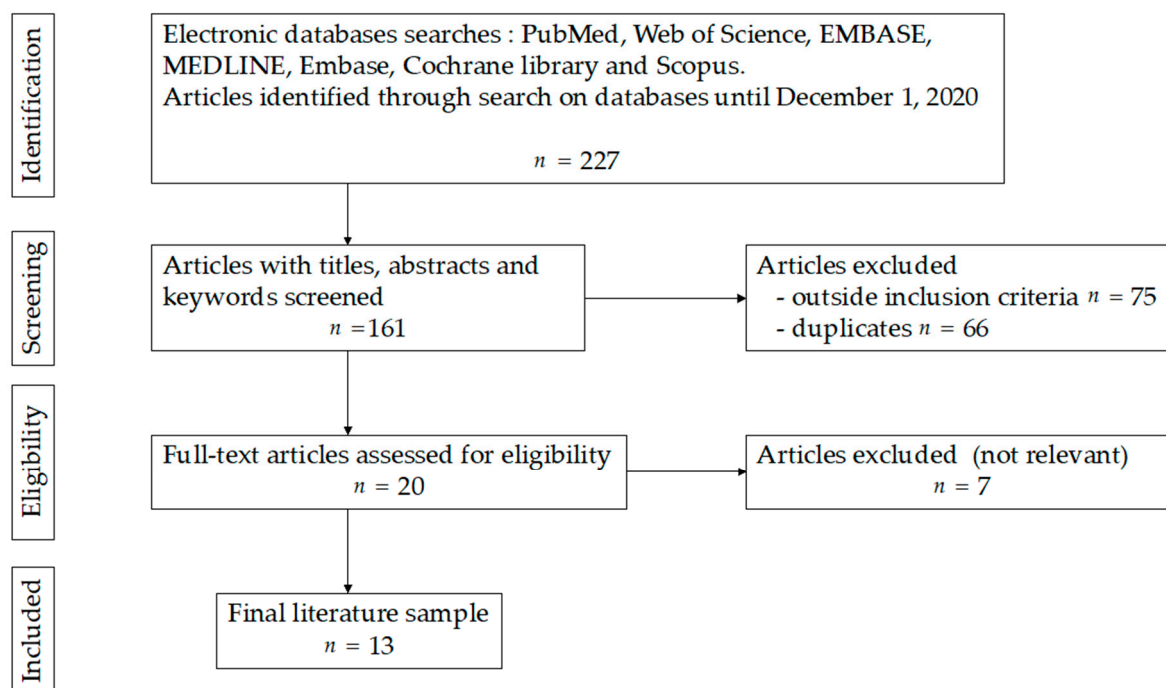 Identification
Electronic databases searches : PubMed, Web of Science, EMBASE,
MEDLINE, Embase, Cochrane library and Scopus.
Articles identified through search on databases until December 1, 2020
n = 227
Screening
Articles with titles, abstracts and
keywords screened
n =161
Articles excluded
- outside inclusion criteria n = 75
- duplicates n = 66
Eligibility
Full-text articles assessed for eligibility
n = 20
Articles excluded (not relevant)
n = 7
Included
Final literature sample
n = 13